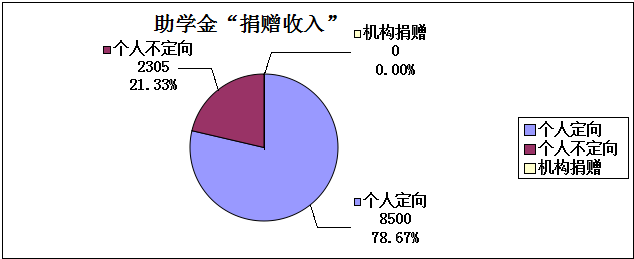 助学金“捐赠收入”
个人不定向
2305
21.33%
机构捐赠
0
0.00%
个人定向
8500
78.67%
个人定向
个人不定向
机构捐赠